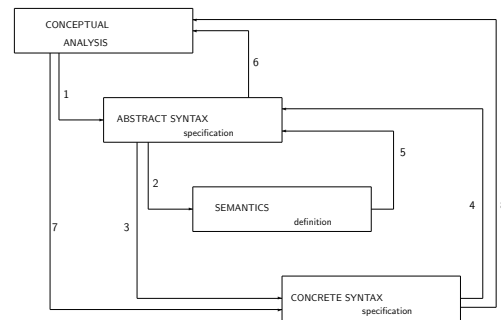 CONCEPTUAL
ANALYSIS
6
1
ABSTRACT SYNTAX
specification
5
2
SEMANTICS
4
definition
7
3
CONCRETE SYNTAX
specification